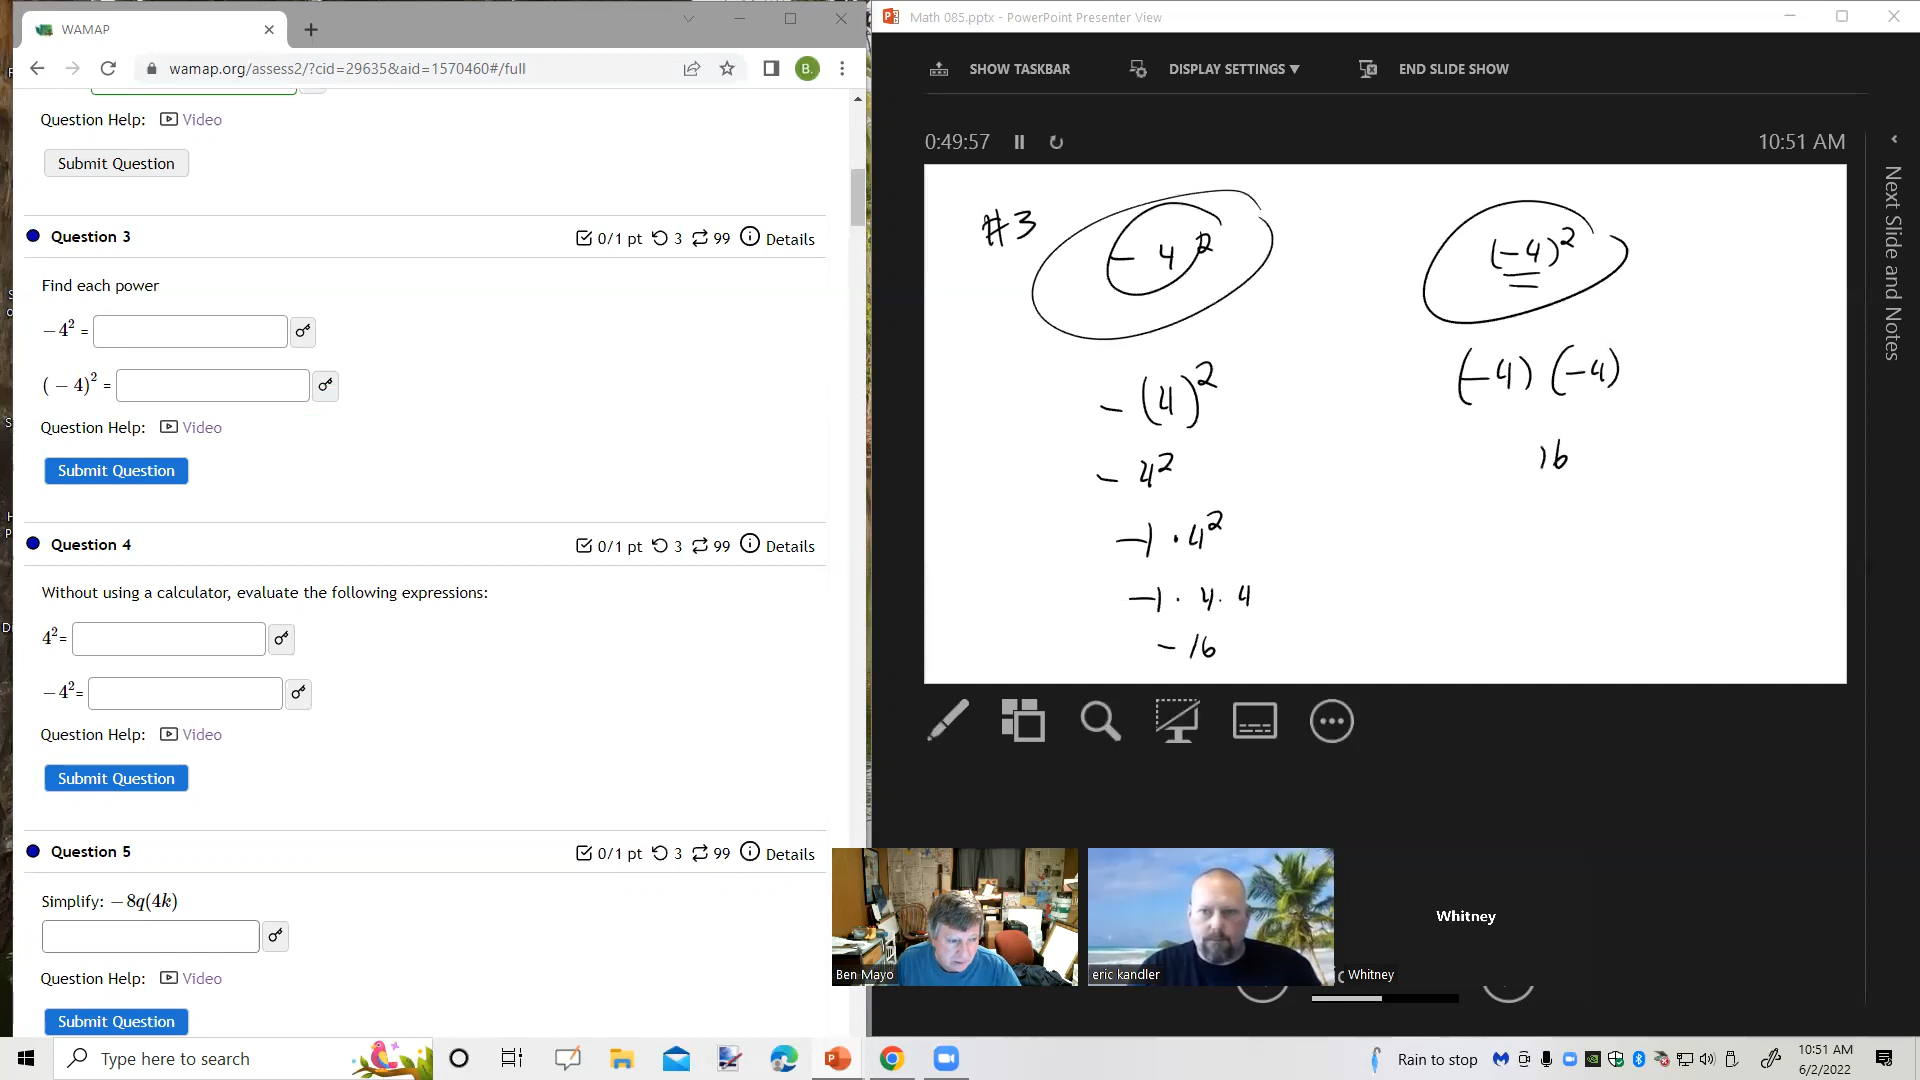 WAMAP
wamap.org/assess2/?cid=29635&aid=1570460#/full
B.
Question Help: Video
Submit Question
Question 3 0/1 pt 3 99 Details
Find each power
−4² =
(−4)² =
Question Help: Video
Submit Question
Question 4 0/1 pt 3 99 Details
Without using a calculator, evaluate the following expressions:
4²=
−4²=
Question Help: Video
Submit Question
Question 5 0/1 pt 3 99 Details
Simplify: −8q(4k)
Question Help: Video
Submit Question
Math 085.pptx - PowerPoint Presenter View
SHOW TASKBAR DISPLAY SETTINGS ▼ END SLIDE SHOW
0:49:57 10:51 AM
Next Slide and Notes
#3 -4² (-4)²
-(4)² (-4)(-4)
-4² 16
-1·4²
-1·4·4
-16
Whitney
Ben Mayo eric kandler Whitney
Type here to search
Rain to stop
10:51 AM
6/2/2022